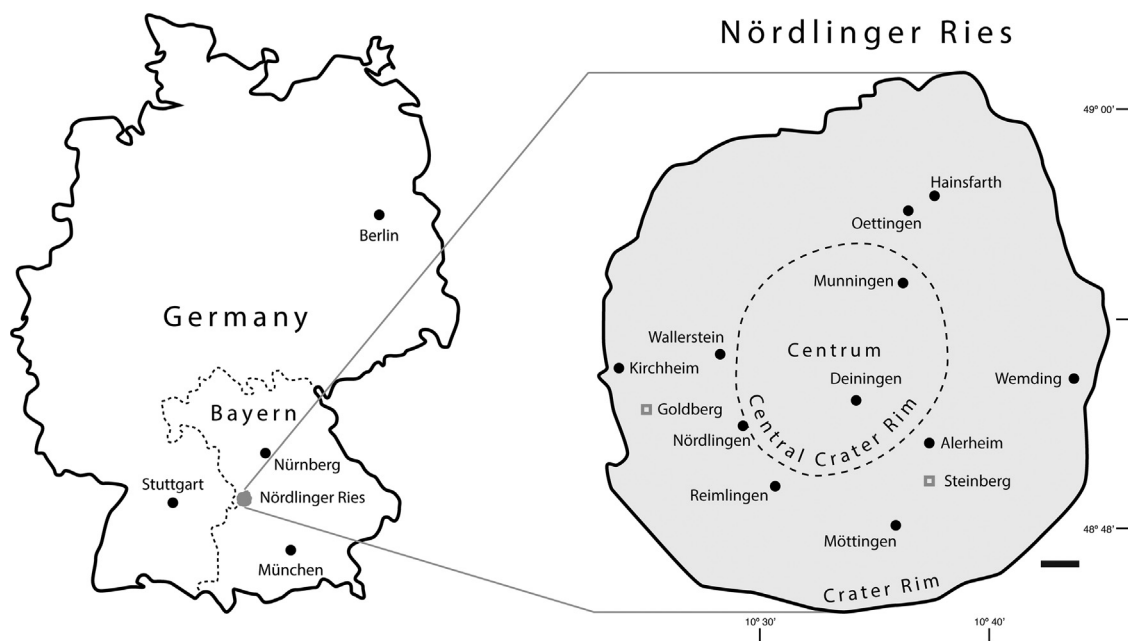 Nördlinger Ries
49° 00'
Hainsfarth
Oettingen
Berlin
Munningen
Germany
Wallerstein
Centrum
Kirchheim
Deiningen
Wemding
Bayern
Goldberg
Central Crater Rim
Nördlingen
Alerheim
Nürnberg
Stuttgart
Steinberg
Nördlinger Ries
Reimlingen
48° 48'
Möttingen
München
Crater Rim
10° 30'
10° 40'